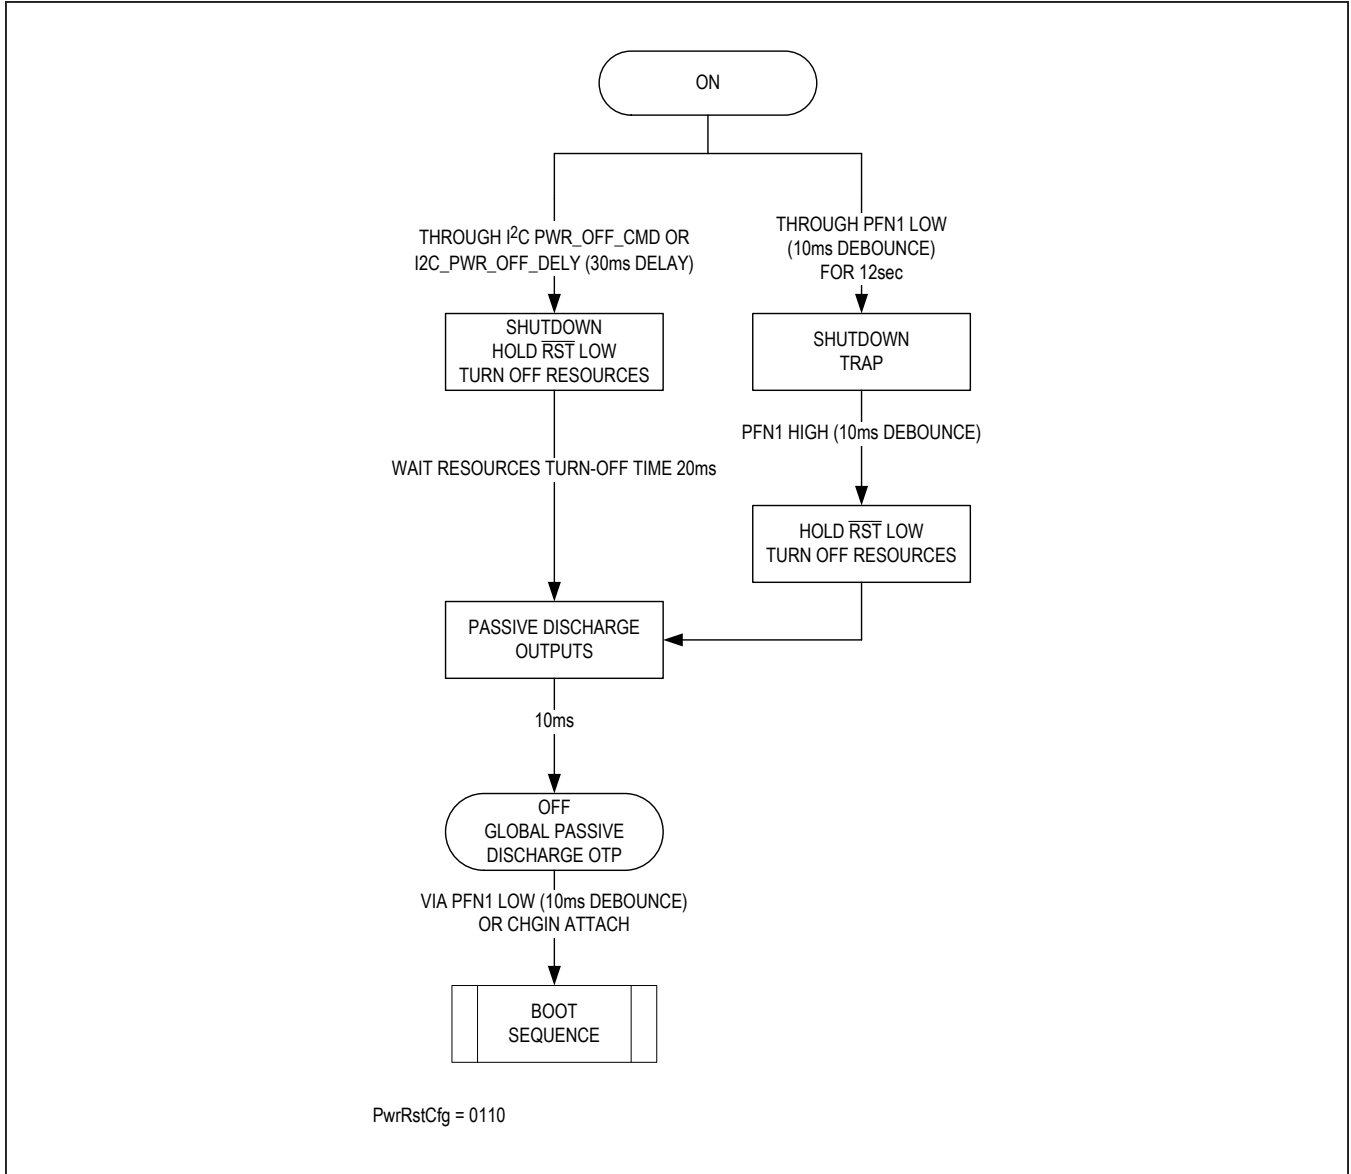 ON
THROUGH I²C PWR_OFF_CMD OR
I2C_PWR_OFF_DELY (30ms DELAY)
THROUGH PFN1 LOW
(10ms DEBOUNCE)
FOR 12sec
SHUTDOWN
HOLD R̅S̅T̅ LOW
TURN OFF RESOURCES
SHUTDOWN
TRAP
PFN1 HIGH (10ms DEBOUNCE)
WAIT RESOURCES TURN-OFF TIME 20ms
HOLD R̅S̅T̅ LOW
TURN OFF RESOURCES
PASSIVE DISCHARGE
OUTPUTS
10ms
OFF
GLOBAL PASSIVE
DISCHARGE OTP
VIA PFN1 LOW (10ms DEBOUNCE)
OR CHGIN ATTACH
BOOT
SEQUENCE
PwrRstCfg = 0110